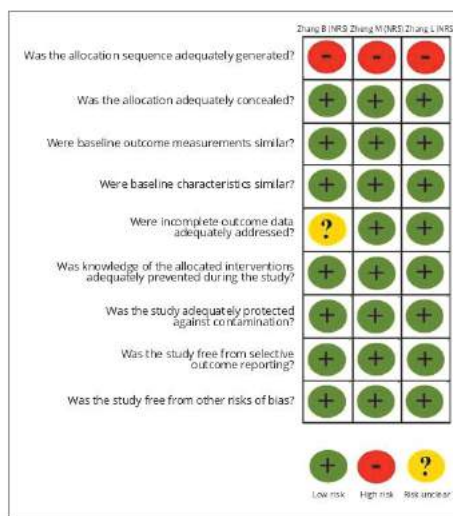 Zhang B (NRS) Zheng M (NRS) Zhang L (NRS
Was the allocation sequence adequately generated?
- - -
Was the allocation adequately concealed?
+ + +
Were baseline outcome measurements similar?
+ + +
Were baseline characteristics similar?
+ + +
Were incomplete outcome data
adequately addressed?
? + +
Was knowledge of the allocated interventions
adequately prevented during the study?
+ + +
Was the study adequately protected
against contamination?
+ + +
Was the study free from selective
outcome reporting?
+ + +
Was the study free from other risks of bias?
+ + +
+ - ?
Low risk High risk Risk unclear